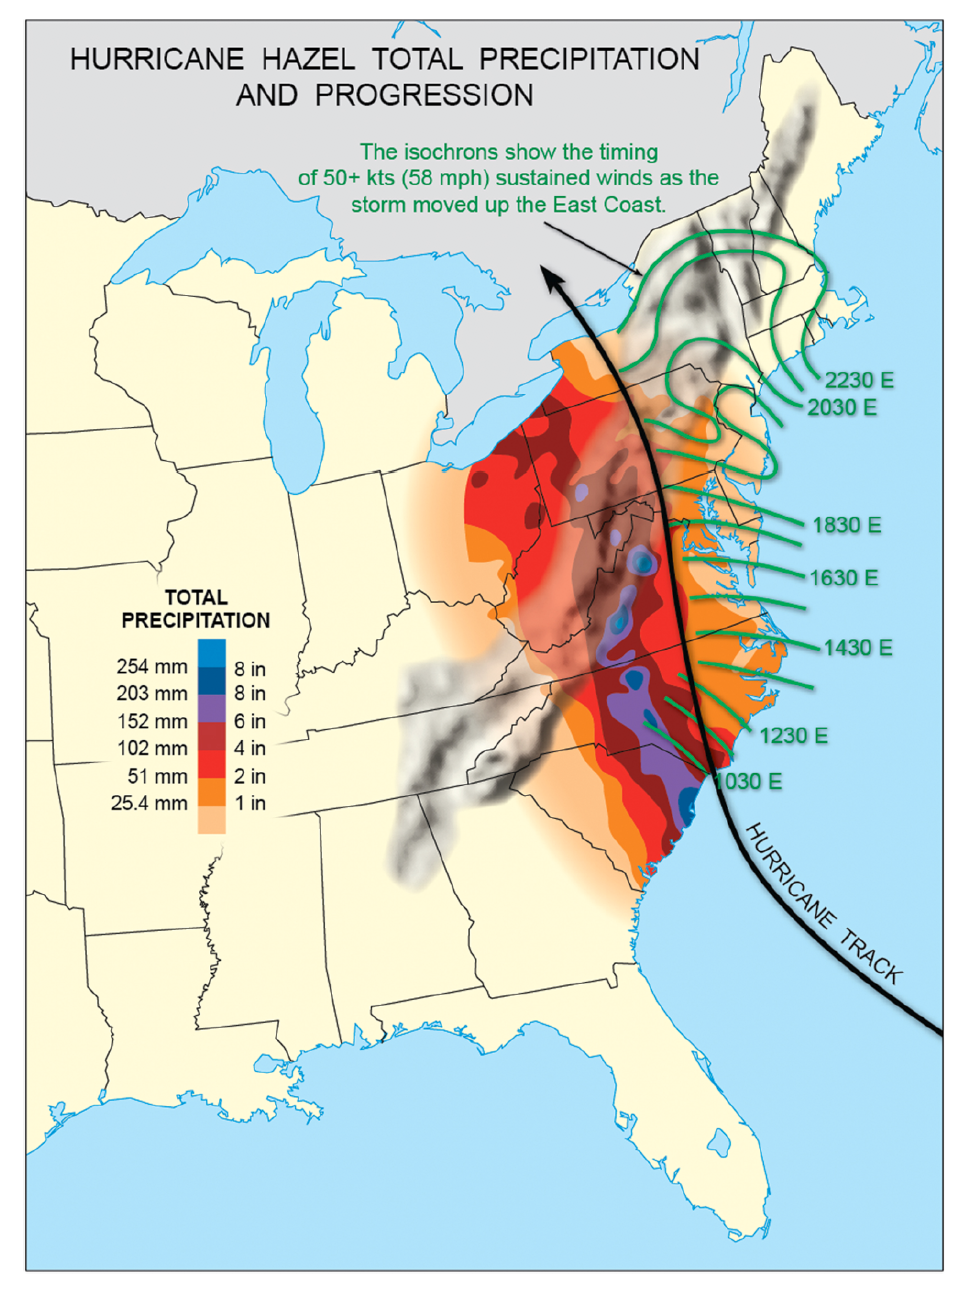 HURRICANE HAZEL TOTAL PRECIPITATION
AND PROGRESSION
The isochrons show the timing
of 50+ kts (58 mph) sustained winds as the
storm moved up the East Coast.
2230 E
2030 E
1830 E
1630 E
1430 E
1230 E
1030 E
HURRICANE TRACK
TOTAL
PRECIPITATION
254 mm 8 in
203 mm 8 in
152 mm 6 in
102 mm 4 in
51 mm 2 in
25.4 mm 1 in